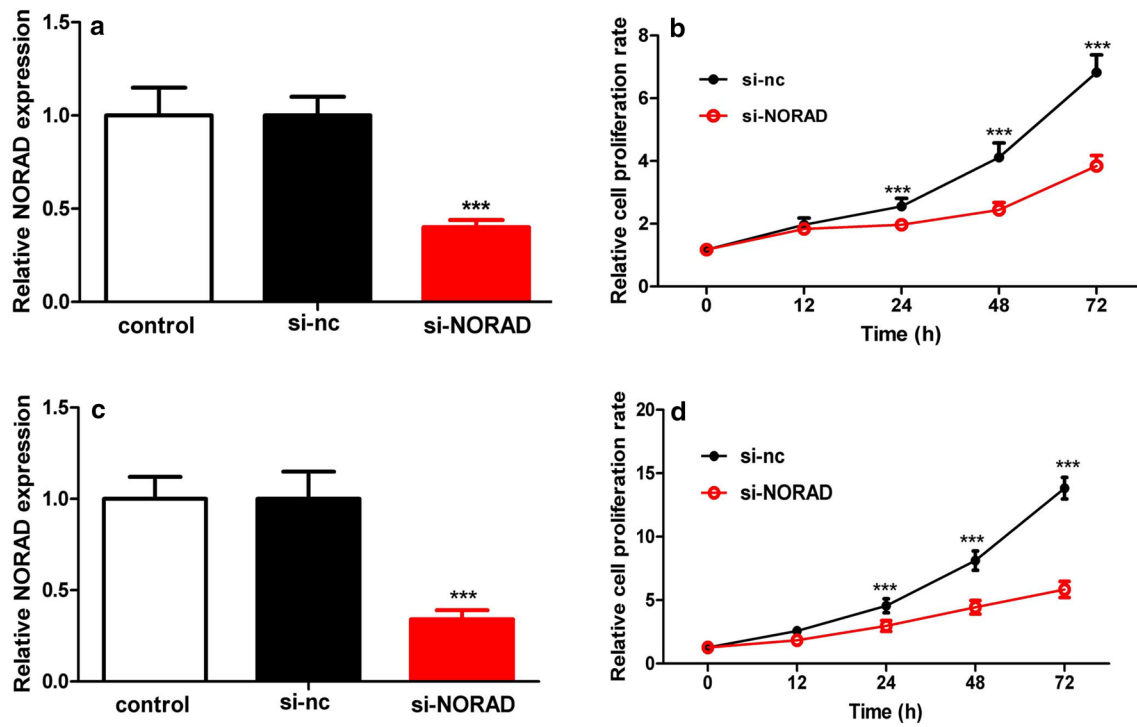 a
Relative NORAD expression
1.5
1.0
0.5
0.0
***
control
si-nc
si-NORAD
b
Relative cell proliferation rate
8
6
4
2
0
si-nc
si-NORAD
***
***
***
0
12
24
48
72
Time (h)
c
Relative NORAD expression
1.5
1.0
0.5
0.0
***
control
si-nc
si-NORAD
d
Relative cell proliferation rate
20
15
10
5
0
si-nc
si-NORAD
***
***
***
0
12
24
48
72
Time (h)